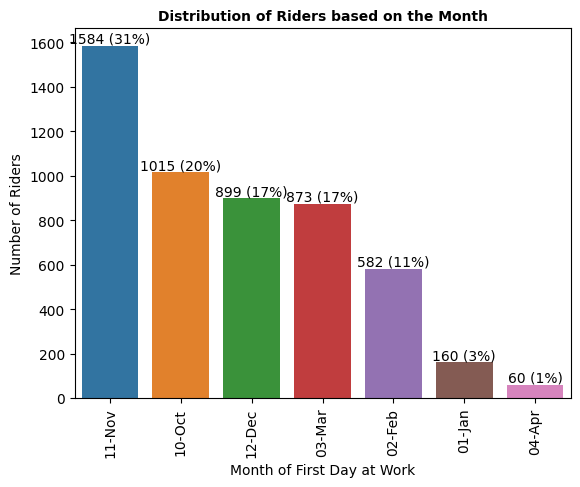 Distribution of Riders based on the Month
Number of Riders
1600
1400
1200
1000
800
600
400
200
0
1584 (31%)
1015 (20%)
899 (17%)
873 (17%)
582 (11%)
160 (3%)
60 (1%)
11-Nov
10-Oct
12-Dec
03-Mar
02-Feb
01-Jan
04-Apr
Month of First Day at Work